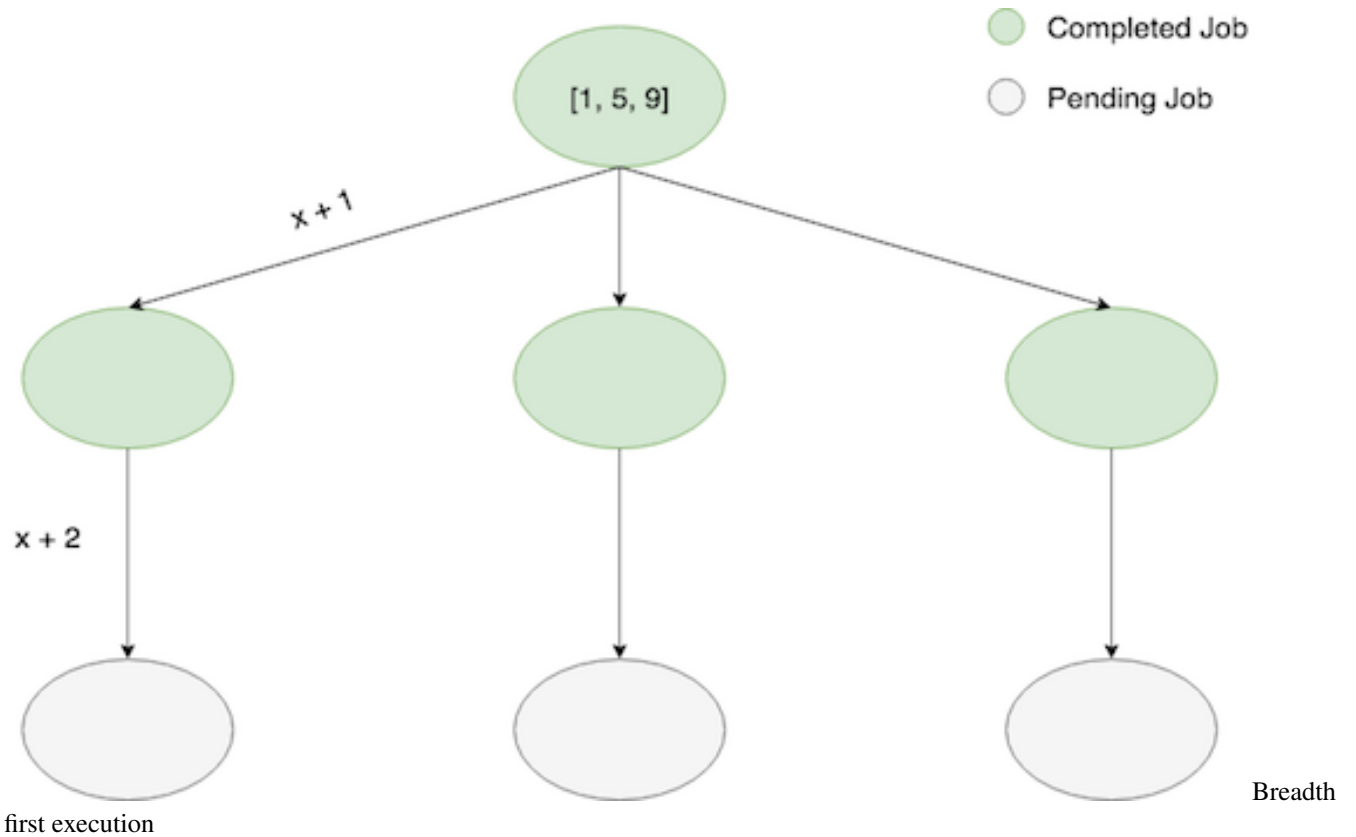 Completed Job
[1, 5, 9]
Pending Job
x + 1
x + 2
Breadth
first execution